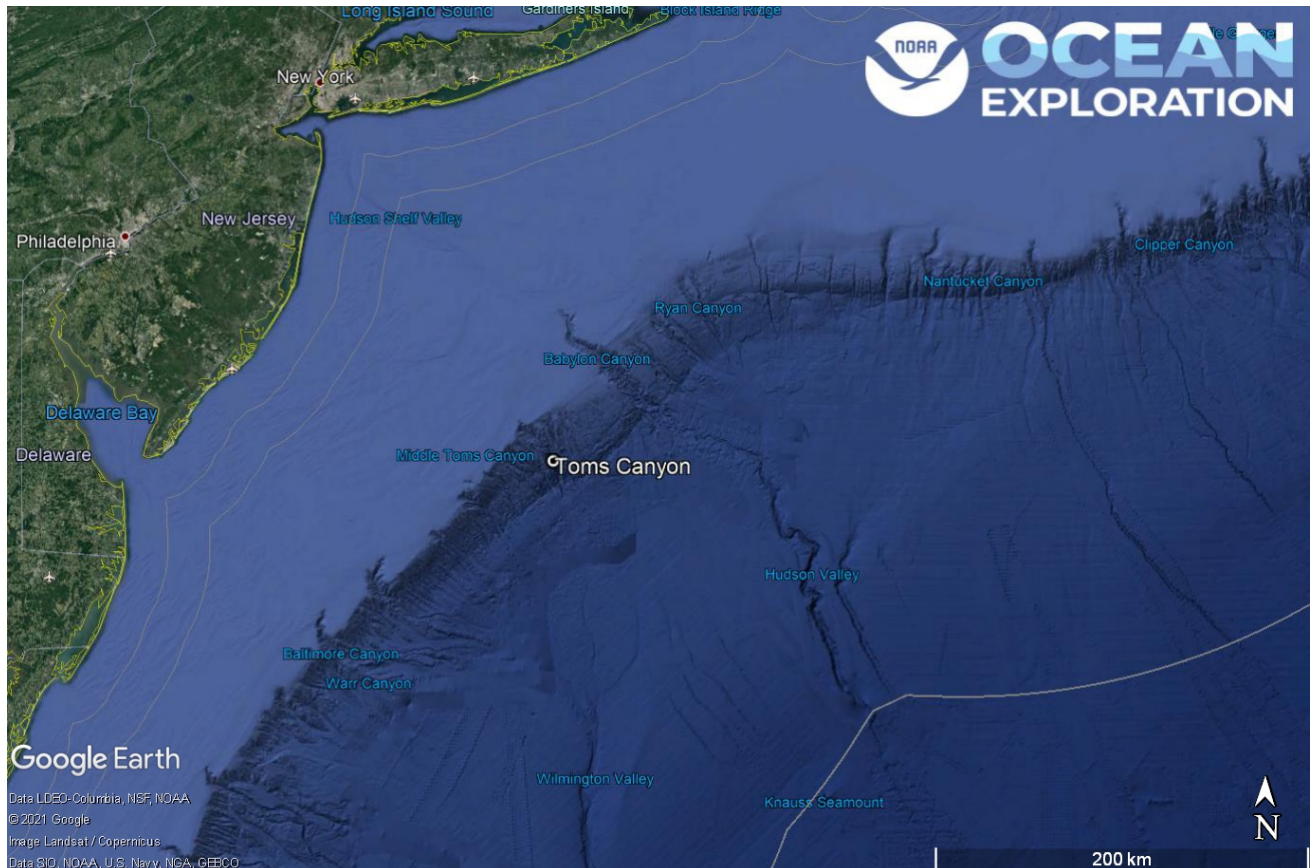 Long Island Sound
Gardiners Island
Block Island Ridge
NOAA
OCEAN
EXPLORATION
New York
New Jersey
Hudson Shelf Valley
Philadelphia
Clipper Canyon
Nantucket Canyon
Ryan Canyon
Babylon Canyon
Delaware Bay
Delaware
Middle Toms Canyon
Toms Canyon
Hudson Valley
Baltimore Canyon
Warr Canyon
Google Earth
Wilmington Valley
Knauss Seamount
Data LDEO-Columbia, NSF, NOAA
© 2021 Google
Image Landsat / Copernicus
Data SIO, NOAA, U.S. Navy, NGA, GEBCO
N
200 km